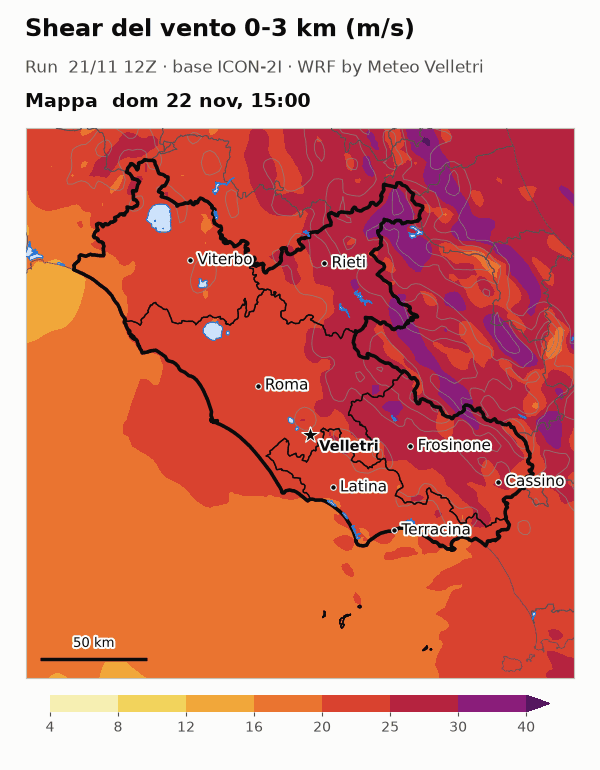 Shear del vento 0-3 km (m/s)
Run  21/11 12Z · base ICON-2I · WRF by Meteo Velletri
Mappa  dom 22 nov, 15:00
Viterbo
Rieti
Roma
Velletri
Frosinone
Latina
Cassino
Terracina
50 km
4 8 12 16 20 25 30 40